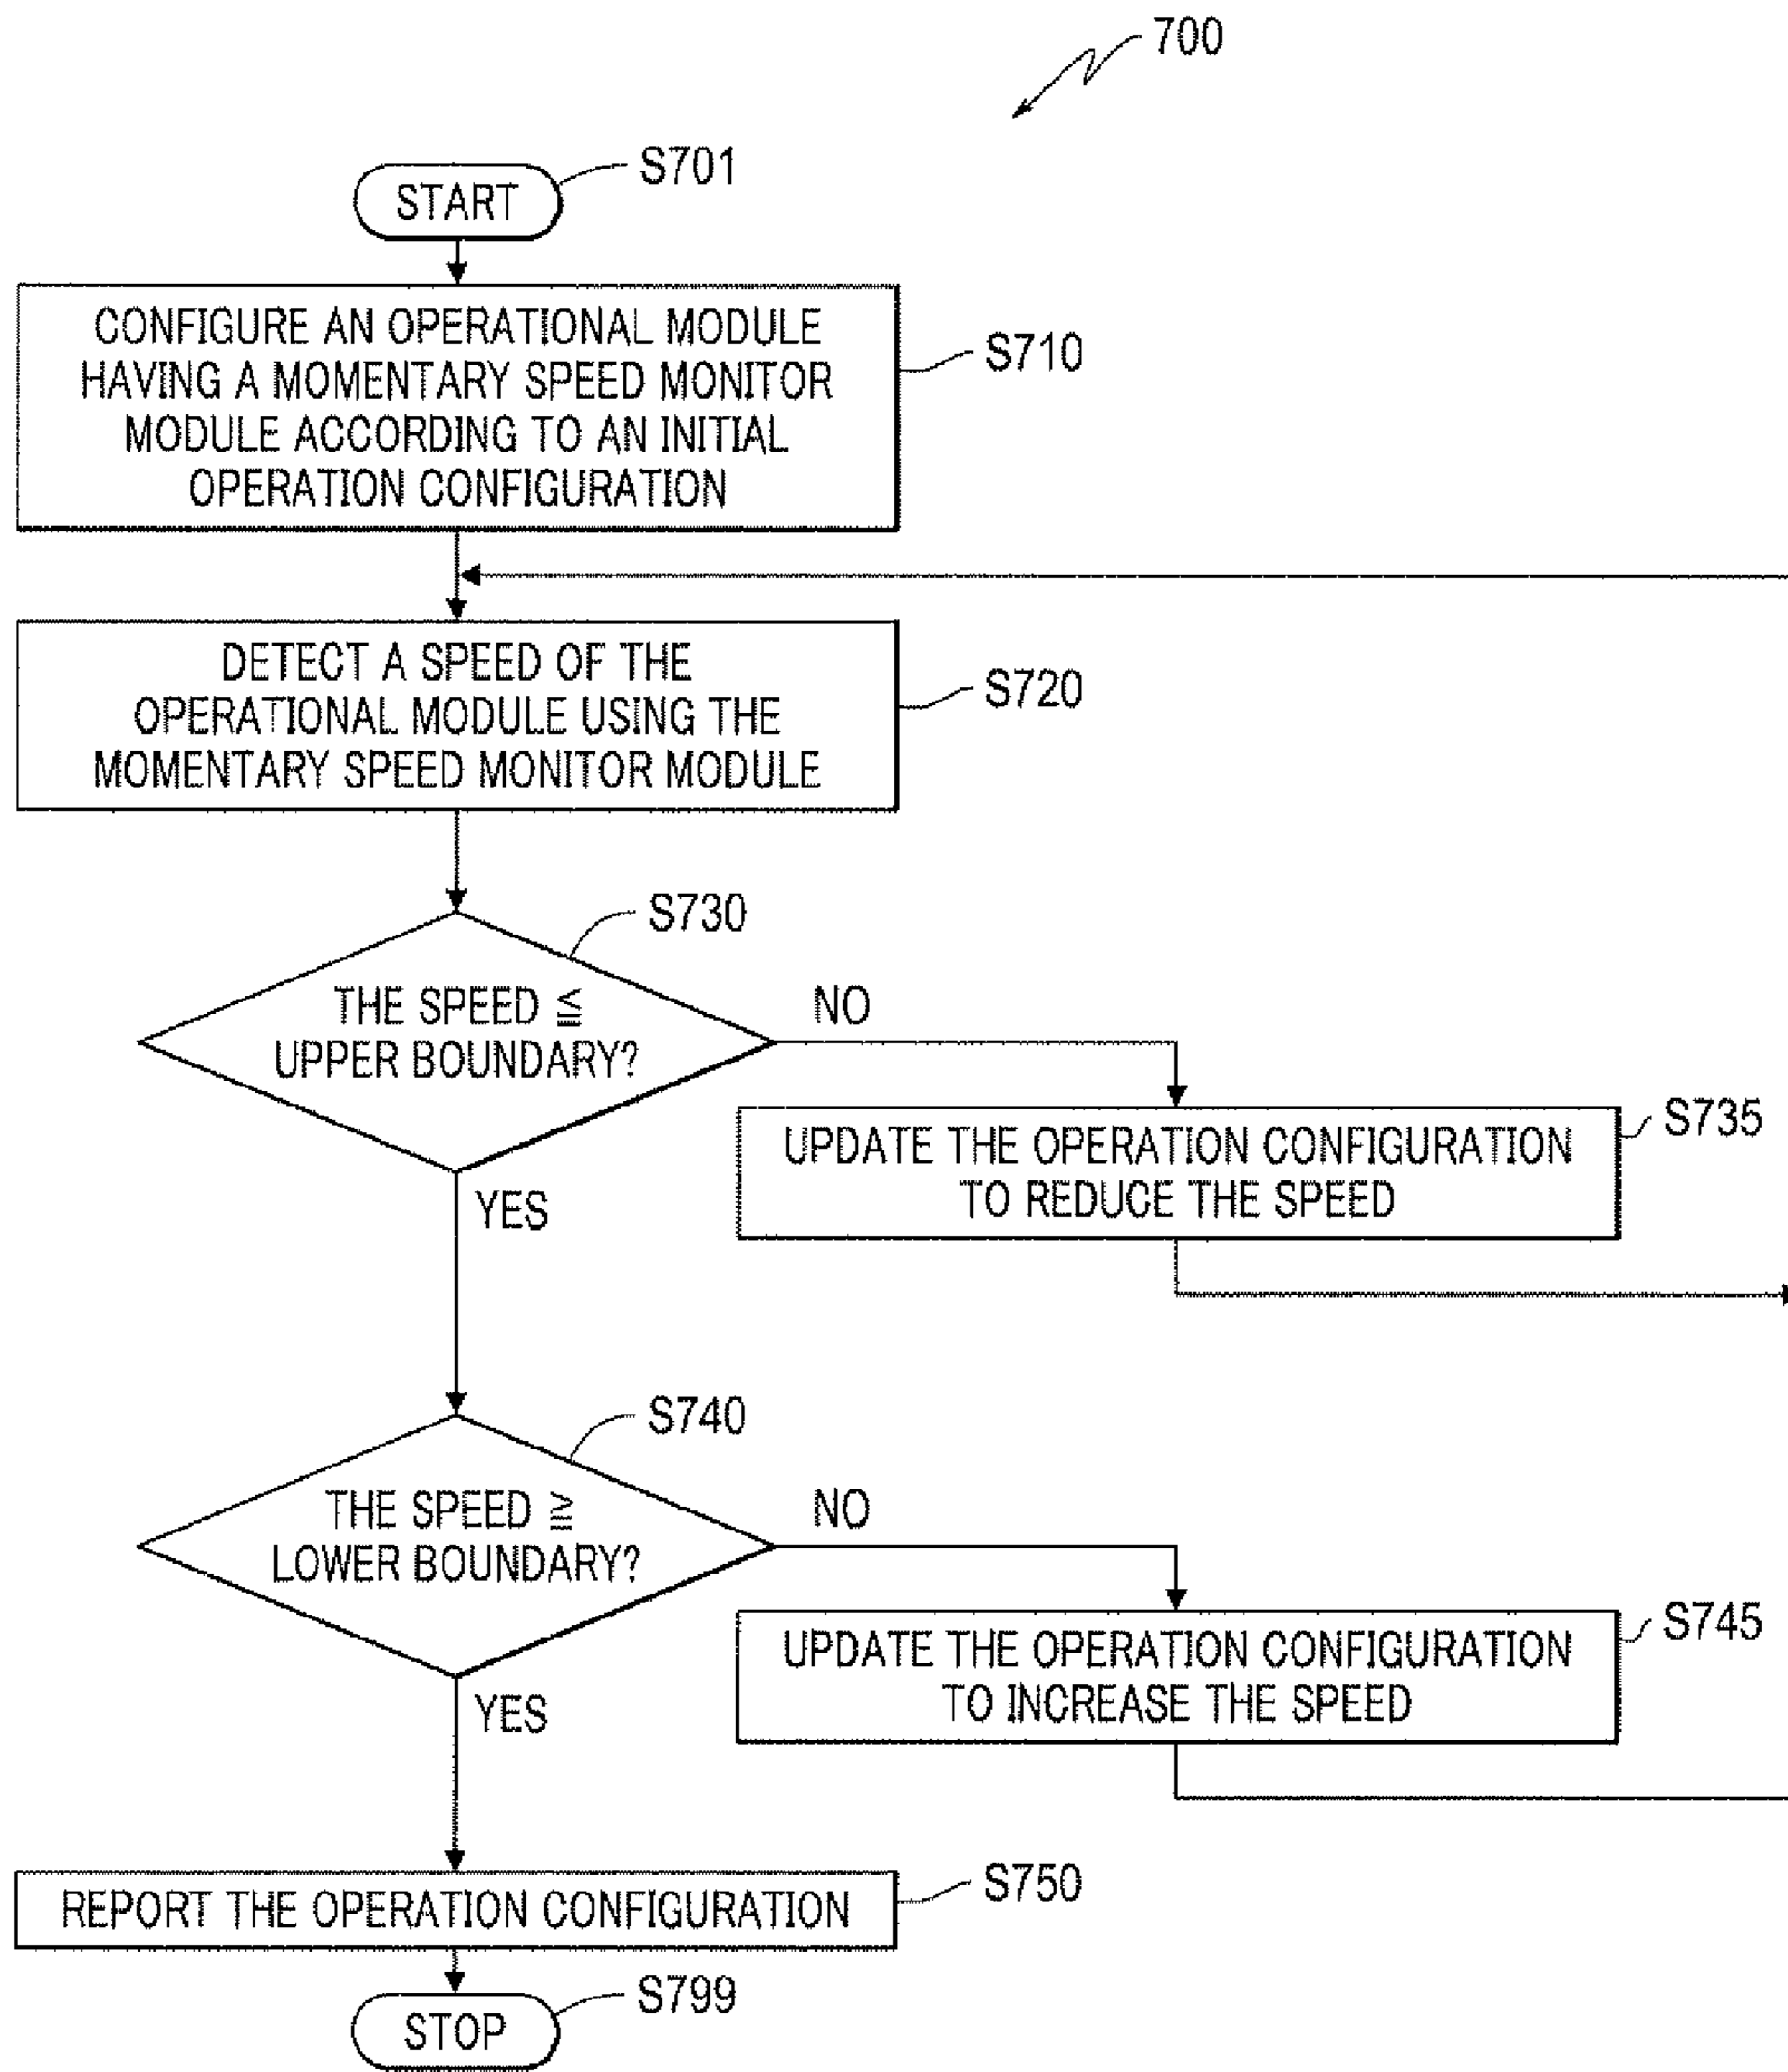 700
START
S701
CONFIGURE AN OPERATIONAL MODULE
HAVING A MOMENTARY SPEED MONITOR
MODULE ACCORDING TO AN INITIAL
OPERATION CONFIGURATION
S710
DETECT A SPEED OF THE
OPERATIONAL MODULE USING THE
MOMENTARY SPEED MONITOR MODULE
S720
S730
THE SPEED ≦
UPPER BOUNDARY?
NO
YES
UPDATE THE OPERATION CONFIGURATION
TO REDUCE THE SPEED
S735
S740
THE SPEED ≧
LOWER BOUNDARY?
NO
YES
UPDATE THE OPERATION CONFIGURATION
TO INCREASE THE SPEED
S745
REPORT THE OPERATION CONFIGURATION
S750
STOP
S799